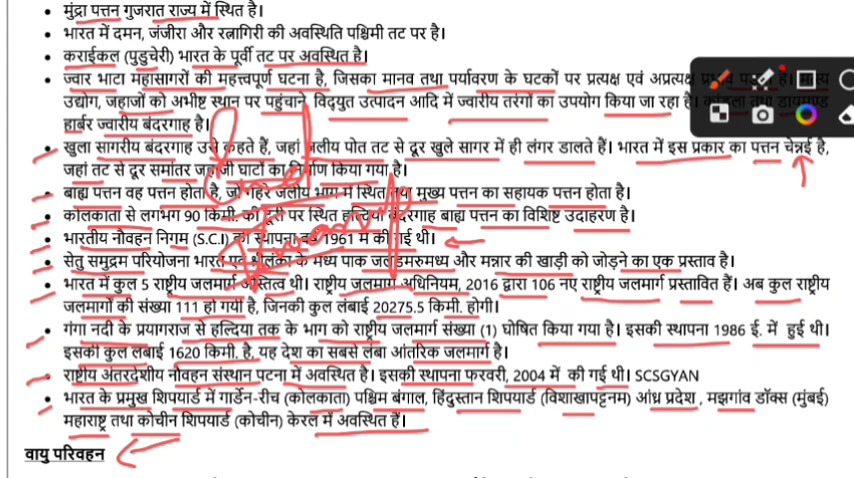 मुंद्रा पत्तन गुजरात राज्य में स्थित है।
भारत में दमन, जंजीरा और रत्नागिरी की अवस्थिति पश्चिमी तट पर है।
कराईकल (पुडुचेरी) भारत के पूर्वी तट पर अवस्थित है।
ज्वार भाटा महासागरों की महत्त्वपूर्ण घटना है, जिसका मानव तथा पर्यावरण के घटकों पर प्रत्यक्ष एवं अप्रत्यक्ष
उद्योग, जहाजों को अभीष्ट स्थान पर पहुंचाने, विद्युत उत्पादन आदि में ज्वारीय तरंगों का उपयोग किया जा रहा है।
हार्बर ज्वारीय बंदरगाह है।
खुला सागरीय बंदरगाह उसे कहते हैं, जहां जलीय पोत तट से दूर खुले सागर में ही लंगर डालते हैं। भारत में इस प्रकार का पत्तन चेन्नई है,
जहां तट से दूर समांतर जहाजी घाटों का निर्माण किया गया है।
बाह्य पत्तन वह पत्तन होता है, जो गहरे जलीय भाग में स्थित तथा मुख्य पत्तन का सहायक पत्तन होता है।
कोलकाता से लगभग 90 किमी. की दूरी पर स्थित हल्दिया बंदरगाह बाह्य पत्तन का विशिष्ट उदाहरण है।
भारतीय नौवहन निगम (S.C.I) की स्थापना वर्ष 1961 में की गई थी।
सेतु समुद्रम परियोजना भारत एवं श्रीलंका के मध्य पाक जलडमरुमध्य और मन्नार की खाड़ी को जोड़ने का एक प्रस्ताव है।
भारत में कुल 5 राष्ट्रीय जलमार्ग अस्तित्व थी। राष्ट्रीय जलमार्ग अधिनियम, 2016 द्वारा 106 नए राष्ट्रीय जलमार्ग प्रस्तावित हैं। अब कुल राष्ट्रीय
जलमार्गों की संख्या 111 हो गयी है, जिनकी कुल लंबाई 20275.5 किमी. होगी।
गंगा नदी के प्रयागराज से हल्दिया तक के भाग को राष्ट्रीय जलमार्ग संख्या (1) घोषित किया गया है। इसकी स्थापना 1986 ई. में हुई थी।
इसकी कुल लंबाई 1620 किमी. है, यह देश का सबसे लंबा आंतरिक जलमार्ग है।
राष्ट्रीय अंतरदेशीय नौवहन संस्थान पटना में अवस्थित है। इसकी स्थापना फरवरी, 2004 में की गई थी। SCSGYAN
भारत के प्रमुख शिपयार्ड में गार्डेन-रीच (कोलकाता) पश्चिम बंगाल, हिंदुस्तान शिपयार्ड (विशाखापट्टनम) आंध्र प्रदेश , मझगांव डॉक्स (मुंबई)
महाराष्ट्र तथा कोचीन शिपयार्ड (कोचीन) केरल में अवस्थित हैं।
वायु परिवहन